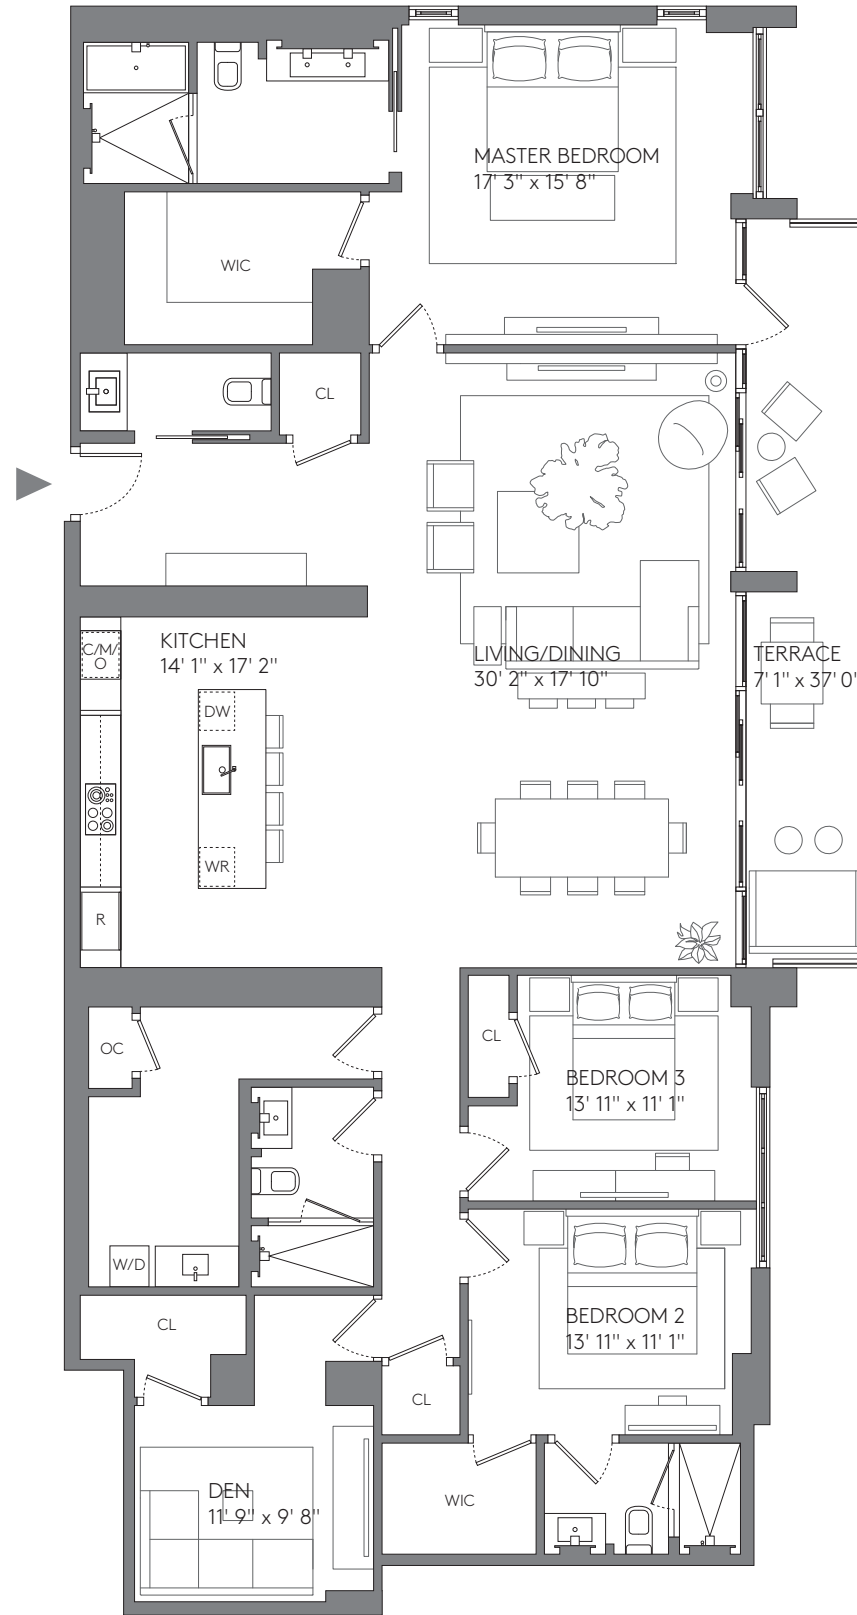 MASTER BEDROOM
17' 3" x 15' 8"
WIC
CL
KITCHEN
14' 1" x 17' 2"
C/M/
O
DW
WR
R
LIVING/DINING
30' 2" x 17' 10"
TERRACE
7' 1" x 37' 0"
OC
CL
BEDROOM 3
13' 11" x 11' 1"
W/D
CL
BEDROOM 2
13' 11" x 11' 1"
CL
DEN
11' 9" x 9' 8"
WIC